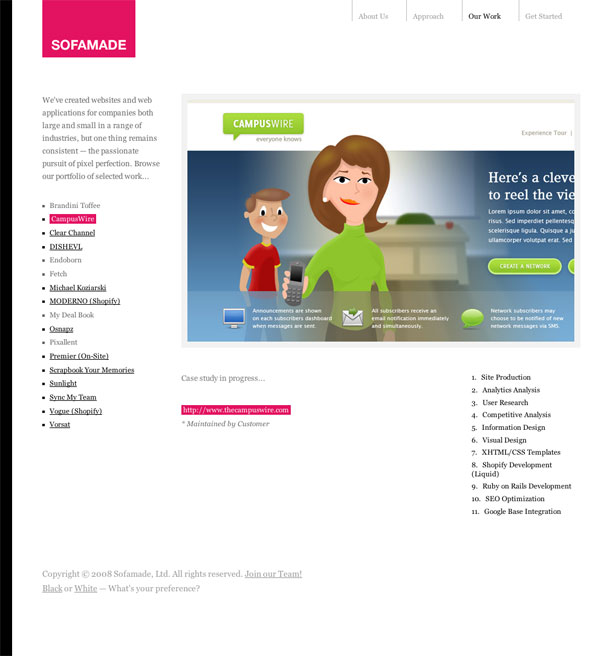 SOFAMADE
About Us
Approach
Our Work
Get Started
We've created websites and web
applications for companies both
large and small in a range of
industries, but one thing remains
consistent — the passionate
pursuit of pixel perfection. Browse
our portfolio of selected work...
Brandini Toffee
CampusWire
Clear Channel
DISHEVL
Endoborn
Fetch
Michael Koziarski
MODERNO (Shopify)
My Deal Book
Osnapz
Pixallent
Premier (On-Site)
Scrapbook Your Memories
Sunlight
Sync My Team
Vogue (Shopify)
Vorsat
CAMPUSWIRE
everyone knows
Experience Tour |
Here's a cleve
to reel the vie
Lorem ipsum dolor sit amet, co
risus. Sed imperdiet pellentesq
scelerisque ligula. Quisque a ju
ullamcorper volutpat erat. Sed h
CREATE A NETWORK
Announcements are shown
on each subscribers dashboard
when messages are sent.
All subscribers receive an
email notification immediately
and simultaneously.
Network subscribers may
choose to be notified of new
network messages via SMS.
Case study in progress...
http://www.thecampuswire.com
* Maintained by Customer
1. Site Production
2. Analytics Analysis
3. User Research
4. Competitive Analysis
5. Information Design
6. Visual Design
7. XHTML/CSS Templates
8. Shopify Development
(Liquid)
9. Ruby on Rails Development
10. SEO Optimization
11. Google Base Integration
Copyright © 2008 Sofamade, Ltd. All rights reserved. Join our Team!
Black or White — What's your preference?